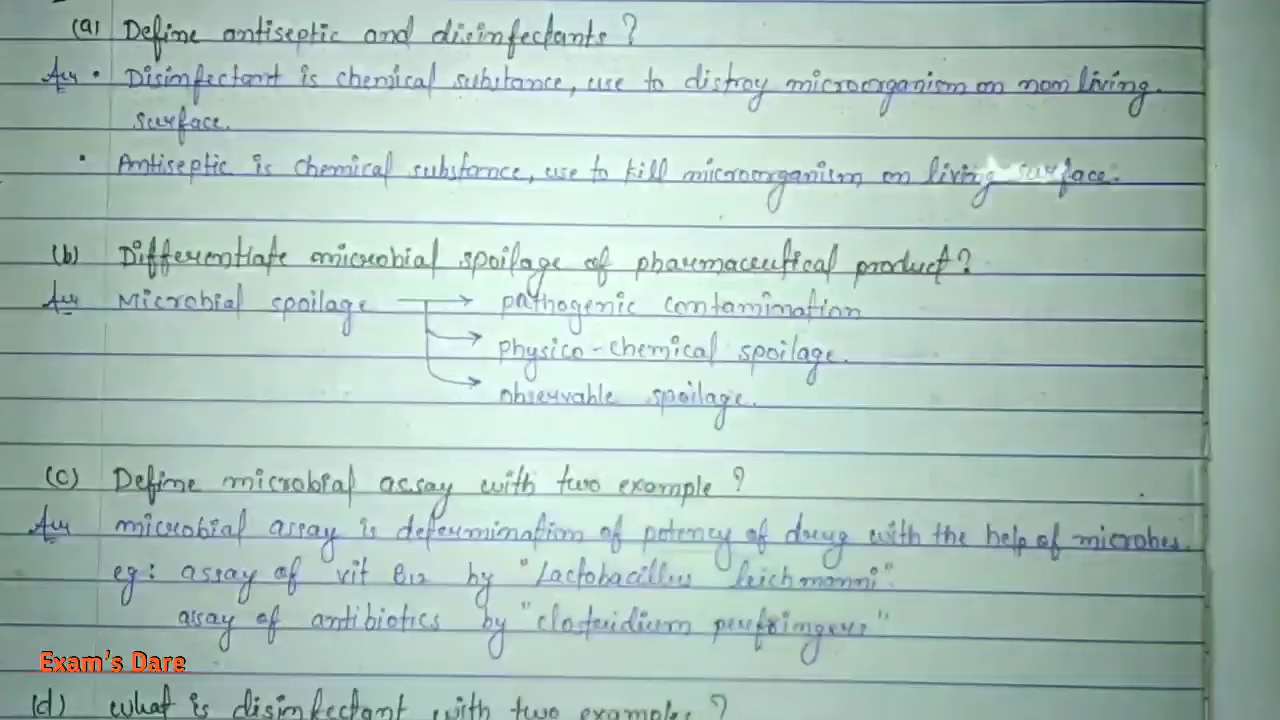 (a) Define antiseptic and disinfectants ?
Ans • Disinfectant is chemical substance, use to distroy microorganism on non living
surface.
• Antiseptic is chemical substance, use to kill microorganism on living surface.
(b) Differentiate microbial spoilage of pharmaceutical product ?
Ans Microbial spoilage → pathogenic contamination
→ physico-chemical spoilage.
→ observable spoilage.
(c) Define microbial assay with two example ?
Ans microbial assay is determination of potency of drug with the help of microbes.
eg : assay of vit B12 by "Lactobacillus leichmanni".
assay of antibiotics by "clostridium perfringens"
Exam's Dare
(d) what is disinfectant with two example. ?